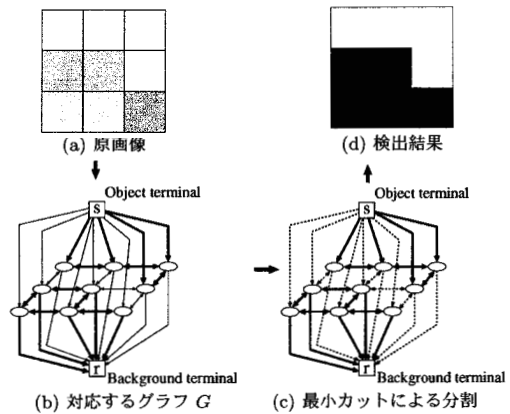 (a) 原画像
(d) 検出結果
Object terminal
s
r
Background terminal
(b) 対応するグラフ G
Object terminal
s
r
Background terminal
(c) 最小カットによる分割